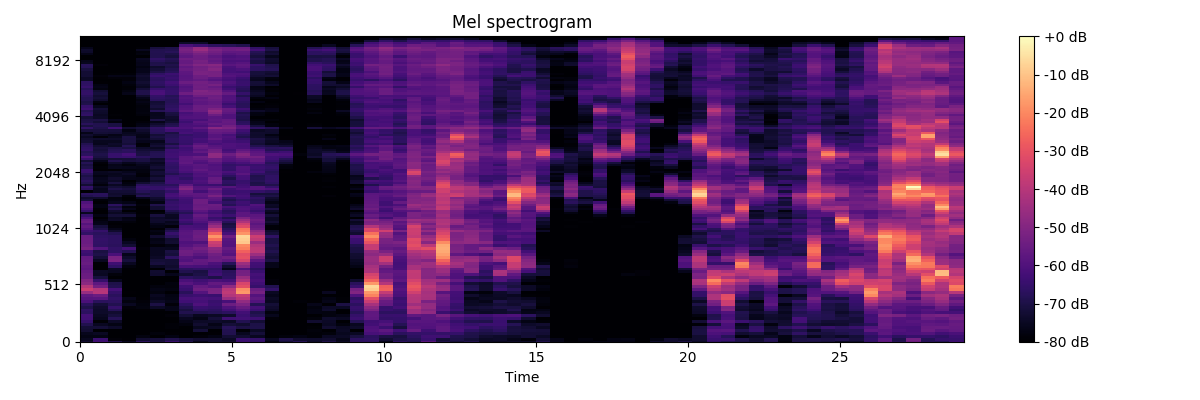 Mel spectrogram
Hz
8192
4096
2048
1024
512
0
0 5 10 15 20 25
Time
+0 dB
-10 dB
-20 dB
-30 dB
-40 dB
-50 dB
-60 dB
-70 dB
-80 dB